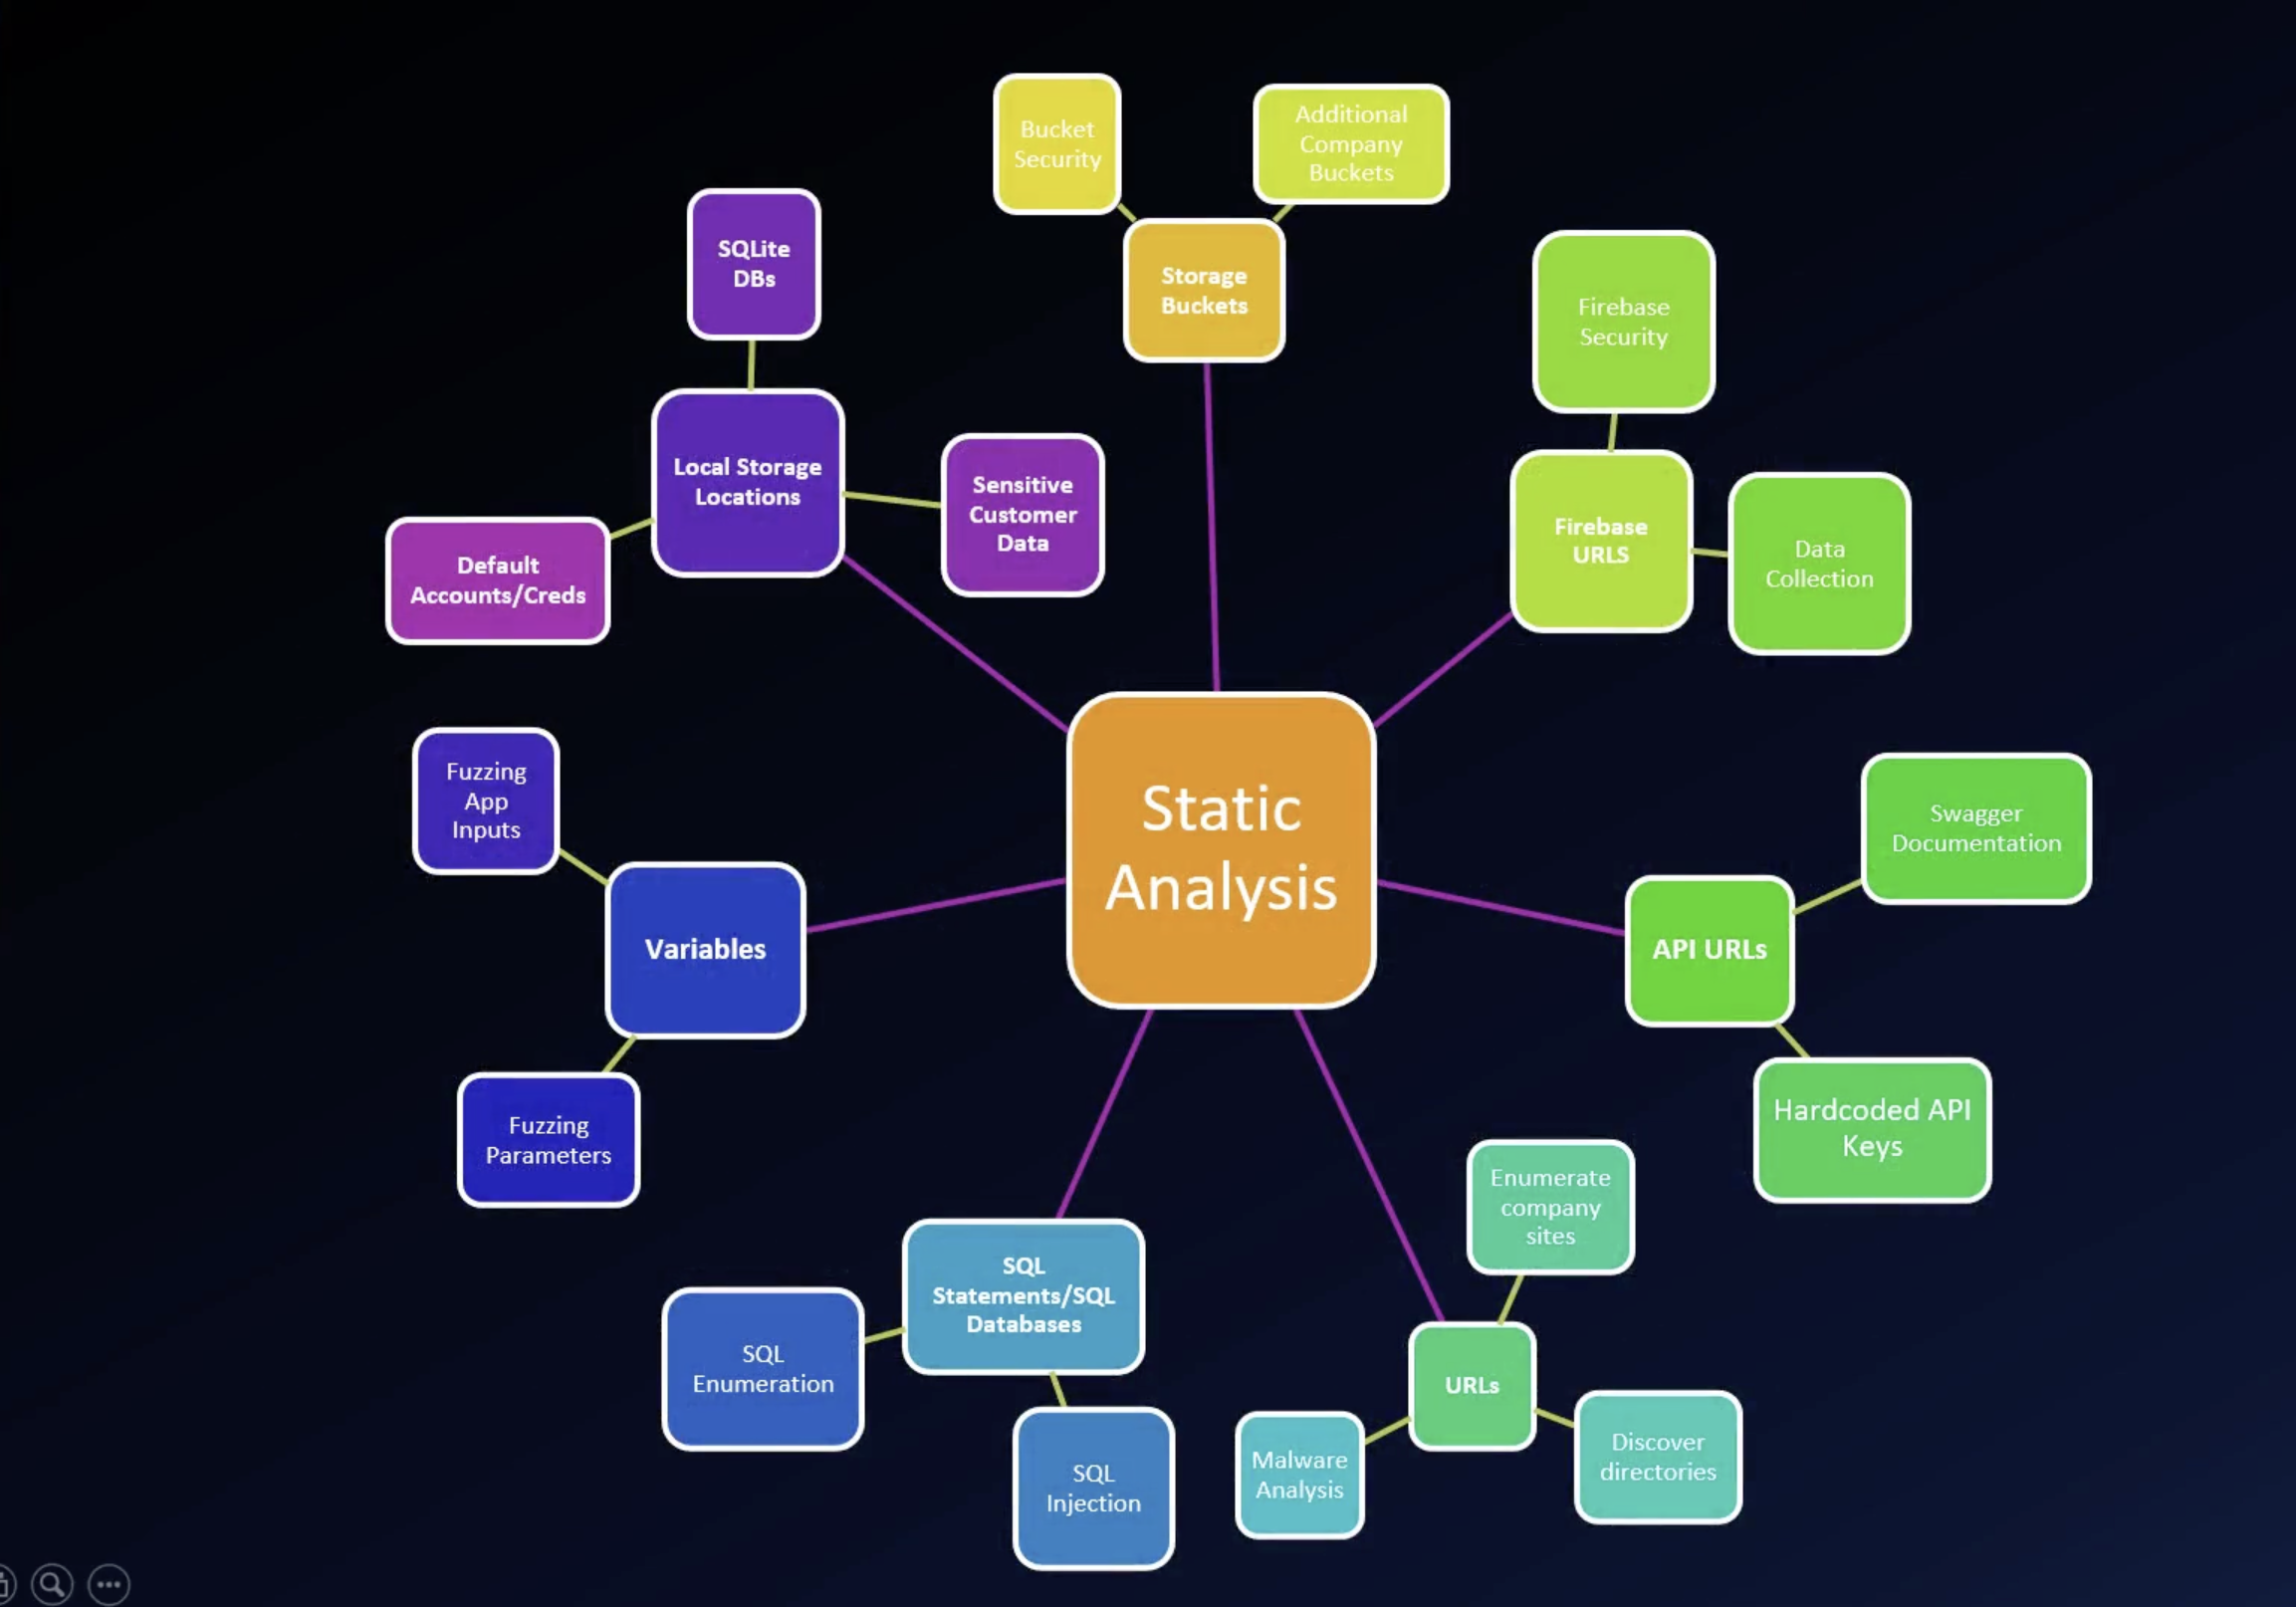 Bucket
Security
Additional
Company
Buckets
Storage
Buckets
SQLite
DBs
Local Storage
Locations
Sensitive
Customer
Data
Default
Accounts/Creds
Firebase
Security
Firebase
URLS
Data
Collection
Static
Analysis
Fuzzing
App
Inputs
Variables
Fuzzing
Parameters
Swagger
Documentation
API URLs
Hardcoded API
Keys
SQL
Statements/SQL
Databases
SQL
Enumeration
SQL
Injection
Enumerate
company
sites
URLs
Malware
Analysis
Discover
directories